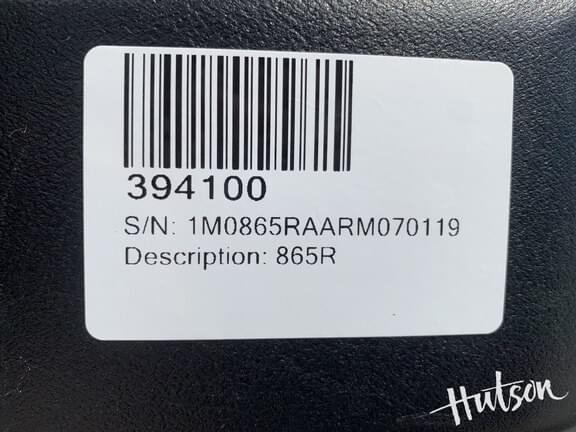 394100
S/N: 1M0865RAARM070119
Description: 865R
Hutson